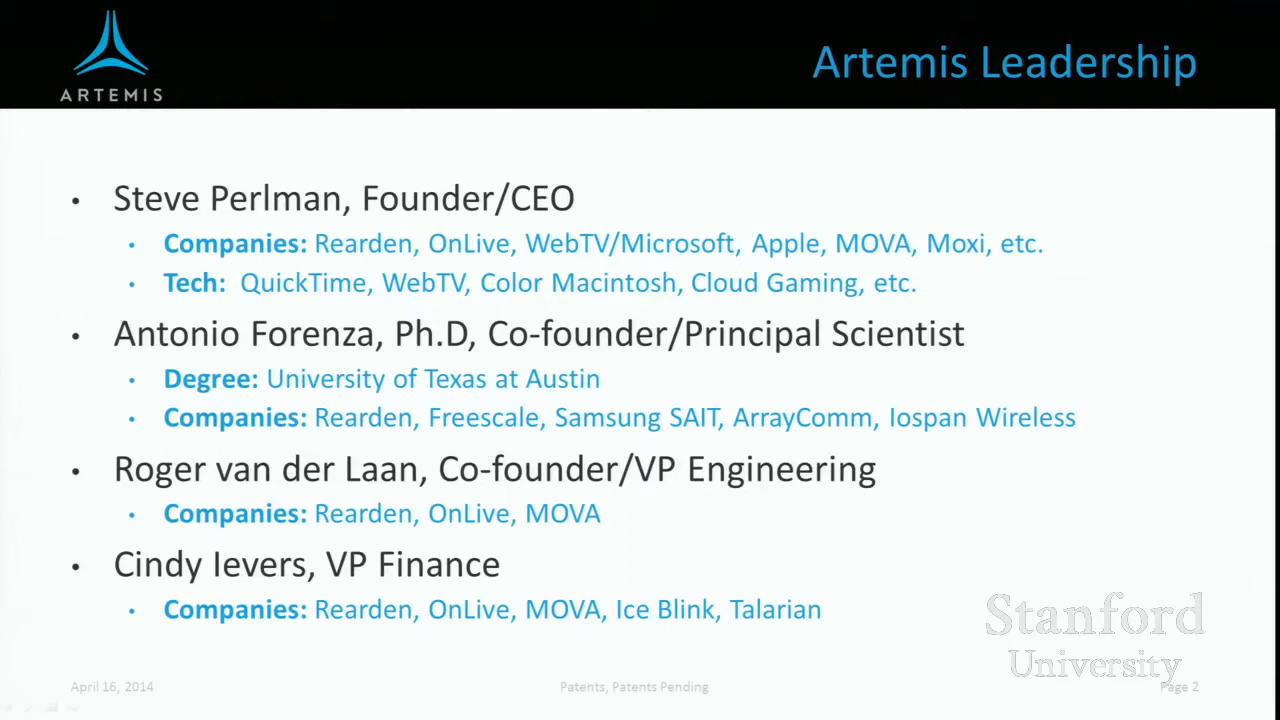 ARTEMIS
Artemis Leadership
• Steve Perlman, Founder/CEO
• Companies: Rearden, OnLive, WebTV/Microsoft, Apple, MOVA, Moxi, etc.
• Tech: QuickTime, WebTV, Color Macintosh, Cloud Gaming, etc.
• Antonio Forenza, Ph.D, Co-founder/Principal Scientist
• Degree: University of Texas at Austin
• Companies: Rearden, Freescale, Samsung SAIT, ArrayComm, Iospan Wireless
• Roger van der Laan, Co-founder/VP Engineering
• Companies: Rearden, OnLive, MOVA
• Cindy Ievers, VP Finance
• Companies: Rearden, OnLive, MOVA, Ice Blink, Talarian
Stanford
University
April 16, 2014
Patents, Patents Pending
Page 2